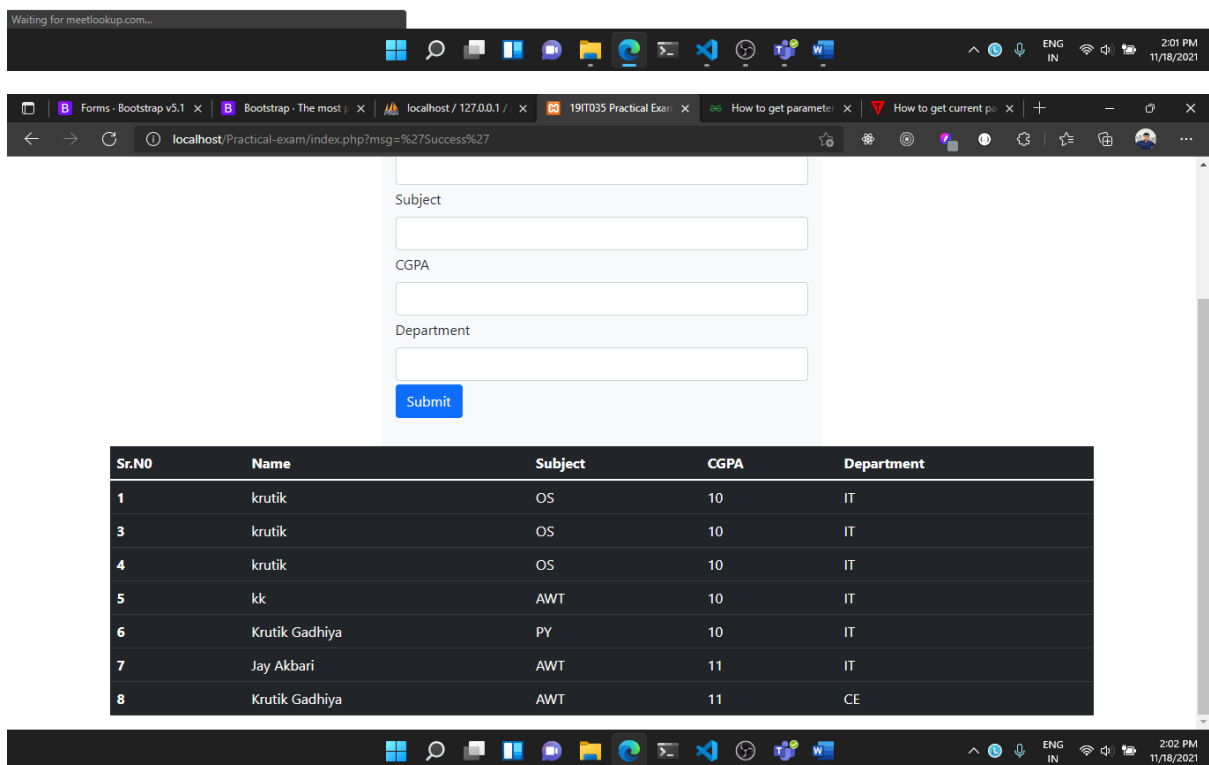 Waiting for meetlookup.com...
ENG
IN
2:01 PM
11/18/2021
Forms · Bootstrap v5.1
Bootstrap · The most
localhost / 127.0.0.1 /
19IT035 Practical Exam
How to get parameter
How to get current pa
localhost/Practical-exam/index.php?msg=%27Success%27
Subject
CGPA
Department
Submit
Sr.N0 Name Subject CGPA Department
1 krutik OS 10 IT
3 krutik OS 10 IT
4 krutik OS 10 IT
5 kk AWT 10 IT
6 Krutik Gadhiya PY 10 IT
7 Jay Akbari AWT 11 IT
8 Krutik Gadhiya AWT 11 CE
ENG
IN
2:02 PM
11/18/2021